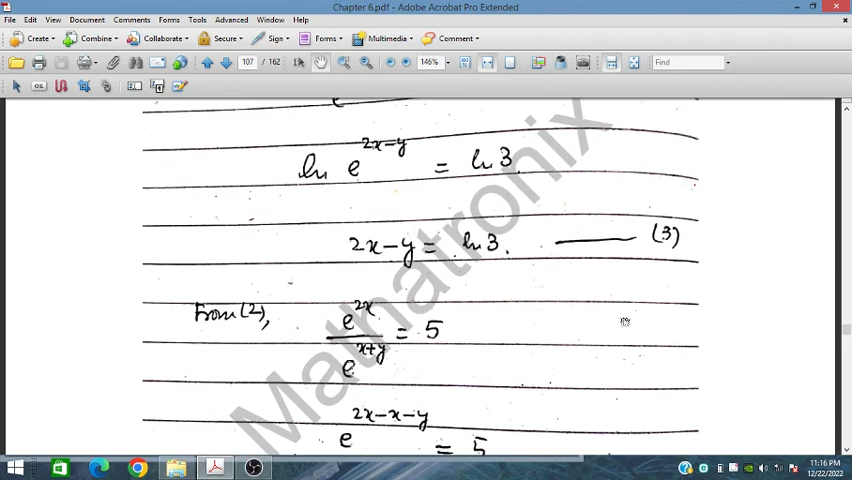 Chapter 6.pdf - Adobe Acrobat Pro Extended
File Edit View Document Comments Forms Tools Advanced Window Help
Create Combine Collaborate Secure Sign Forms Multimedia Comment
107 / 162 146% Find
ln e^{2x-y} = ln 3.
2x-y = ln 3. ——— (3)
From (2),
e^{2x} / e^{x+y} = 5
e^{2x-x-y} = 5
Mathatronix
11:16 PM
12/22/2022